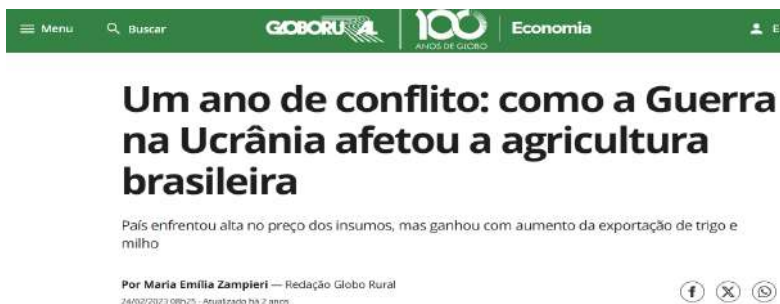 Menu
Buscar
GLOBORURAL
100
ANOS DE GLOBO
Economia
E
Um ano de conflito: como a Guerra
na Ucrânia afetou a agricultura
brasileira
País enfrentou alta no preço dos insumos, mas ganhou com aumento da exportação de trigo e
milho
Por Maria Emília Zampieri — Redação Globo Rural
24/02/2023 08h25 · Atualizado há 2 anos